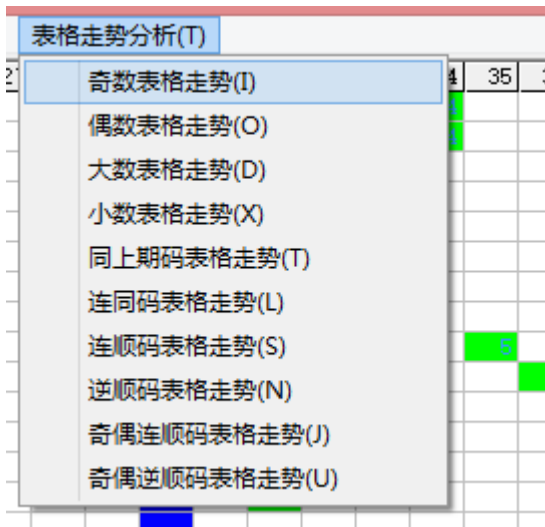 表格走势分析(T)
35
奇数表格走势(I)
偶数表格走势(O)
大数表格走势(D)
小数表格走势(X)
同上期码表格走势(T)
连同码表格走势(L)
连顺码表格走势(S)
5
逆顺码表格走势(N)
奇偶连顺码表格走势(J)
奇偶逆顺码表格走势(U)